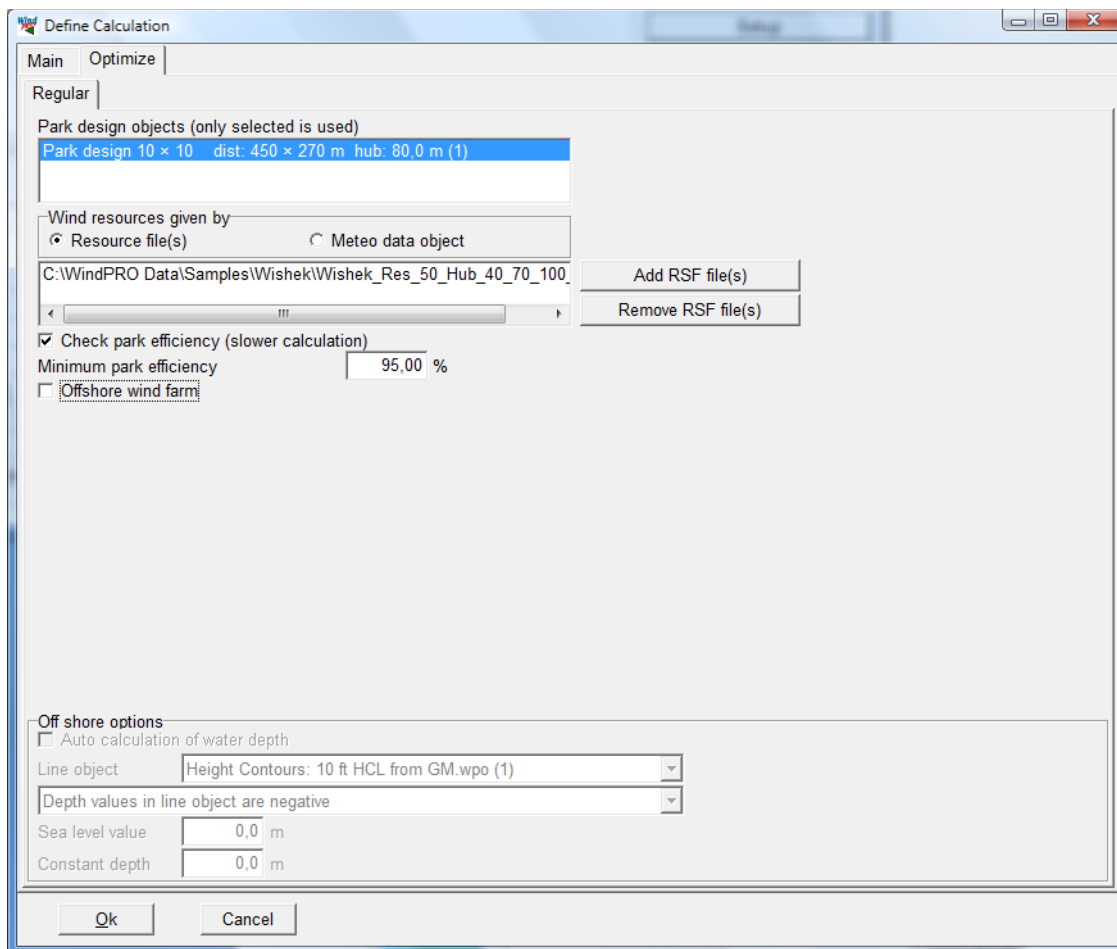 Wind
Define Calculation
Main Optimize
Regular
Park design objects (only selected is used)
Park design 10 × 10 dist: 450 × 270 m hub: 80,0 m (1)
Wind resources given by
Resource file(s) Meteo data object
C:\WindPRO Data\Samples\Wishek\Wishek_Res_50_Hub_40_70_100_ Add RSF file(s)
Remove RSF file(s)
Check park efficiency (slower calculation)
Minimum park efficiency 95,00 %
Offshore wind farm
Off shore options
Auto calculation of water depth
Line object Height Contours: 10 ft HCL from GM.wpo (1)
Depth values in line object are negative
Sea level value 0,0 m
Constant depth 0,0 m
Ok Cancel